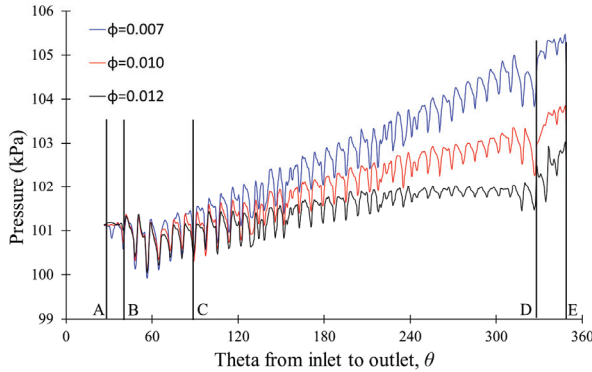 106
105
104
103
102
101
100
99
Pressure (kPa)
ϕ=0.007
ϕ=0.010
ϕ=0.012
A B C D E
0 60 120 180 240 300 360
Theta from inlet to outlet, θ